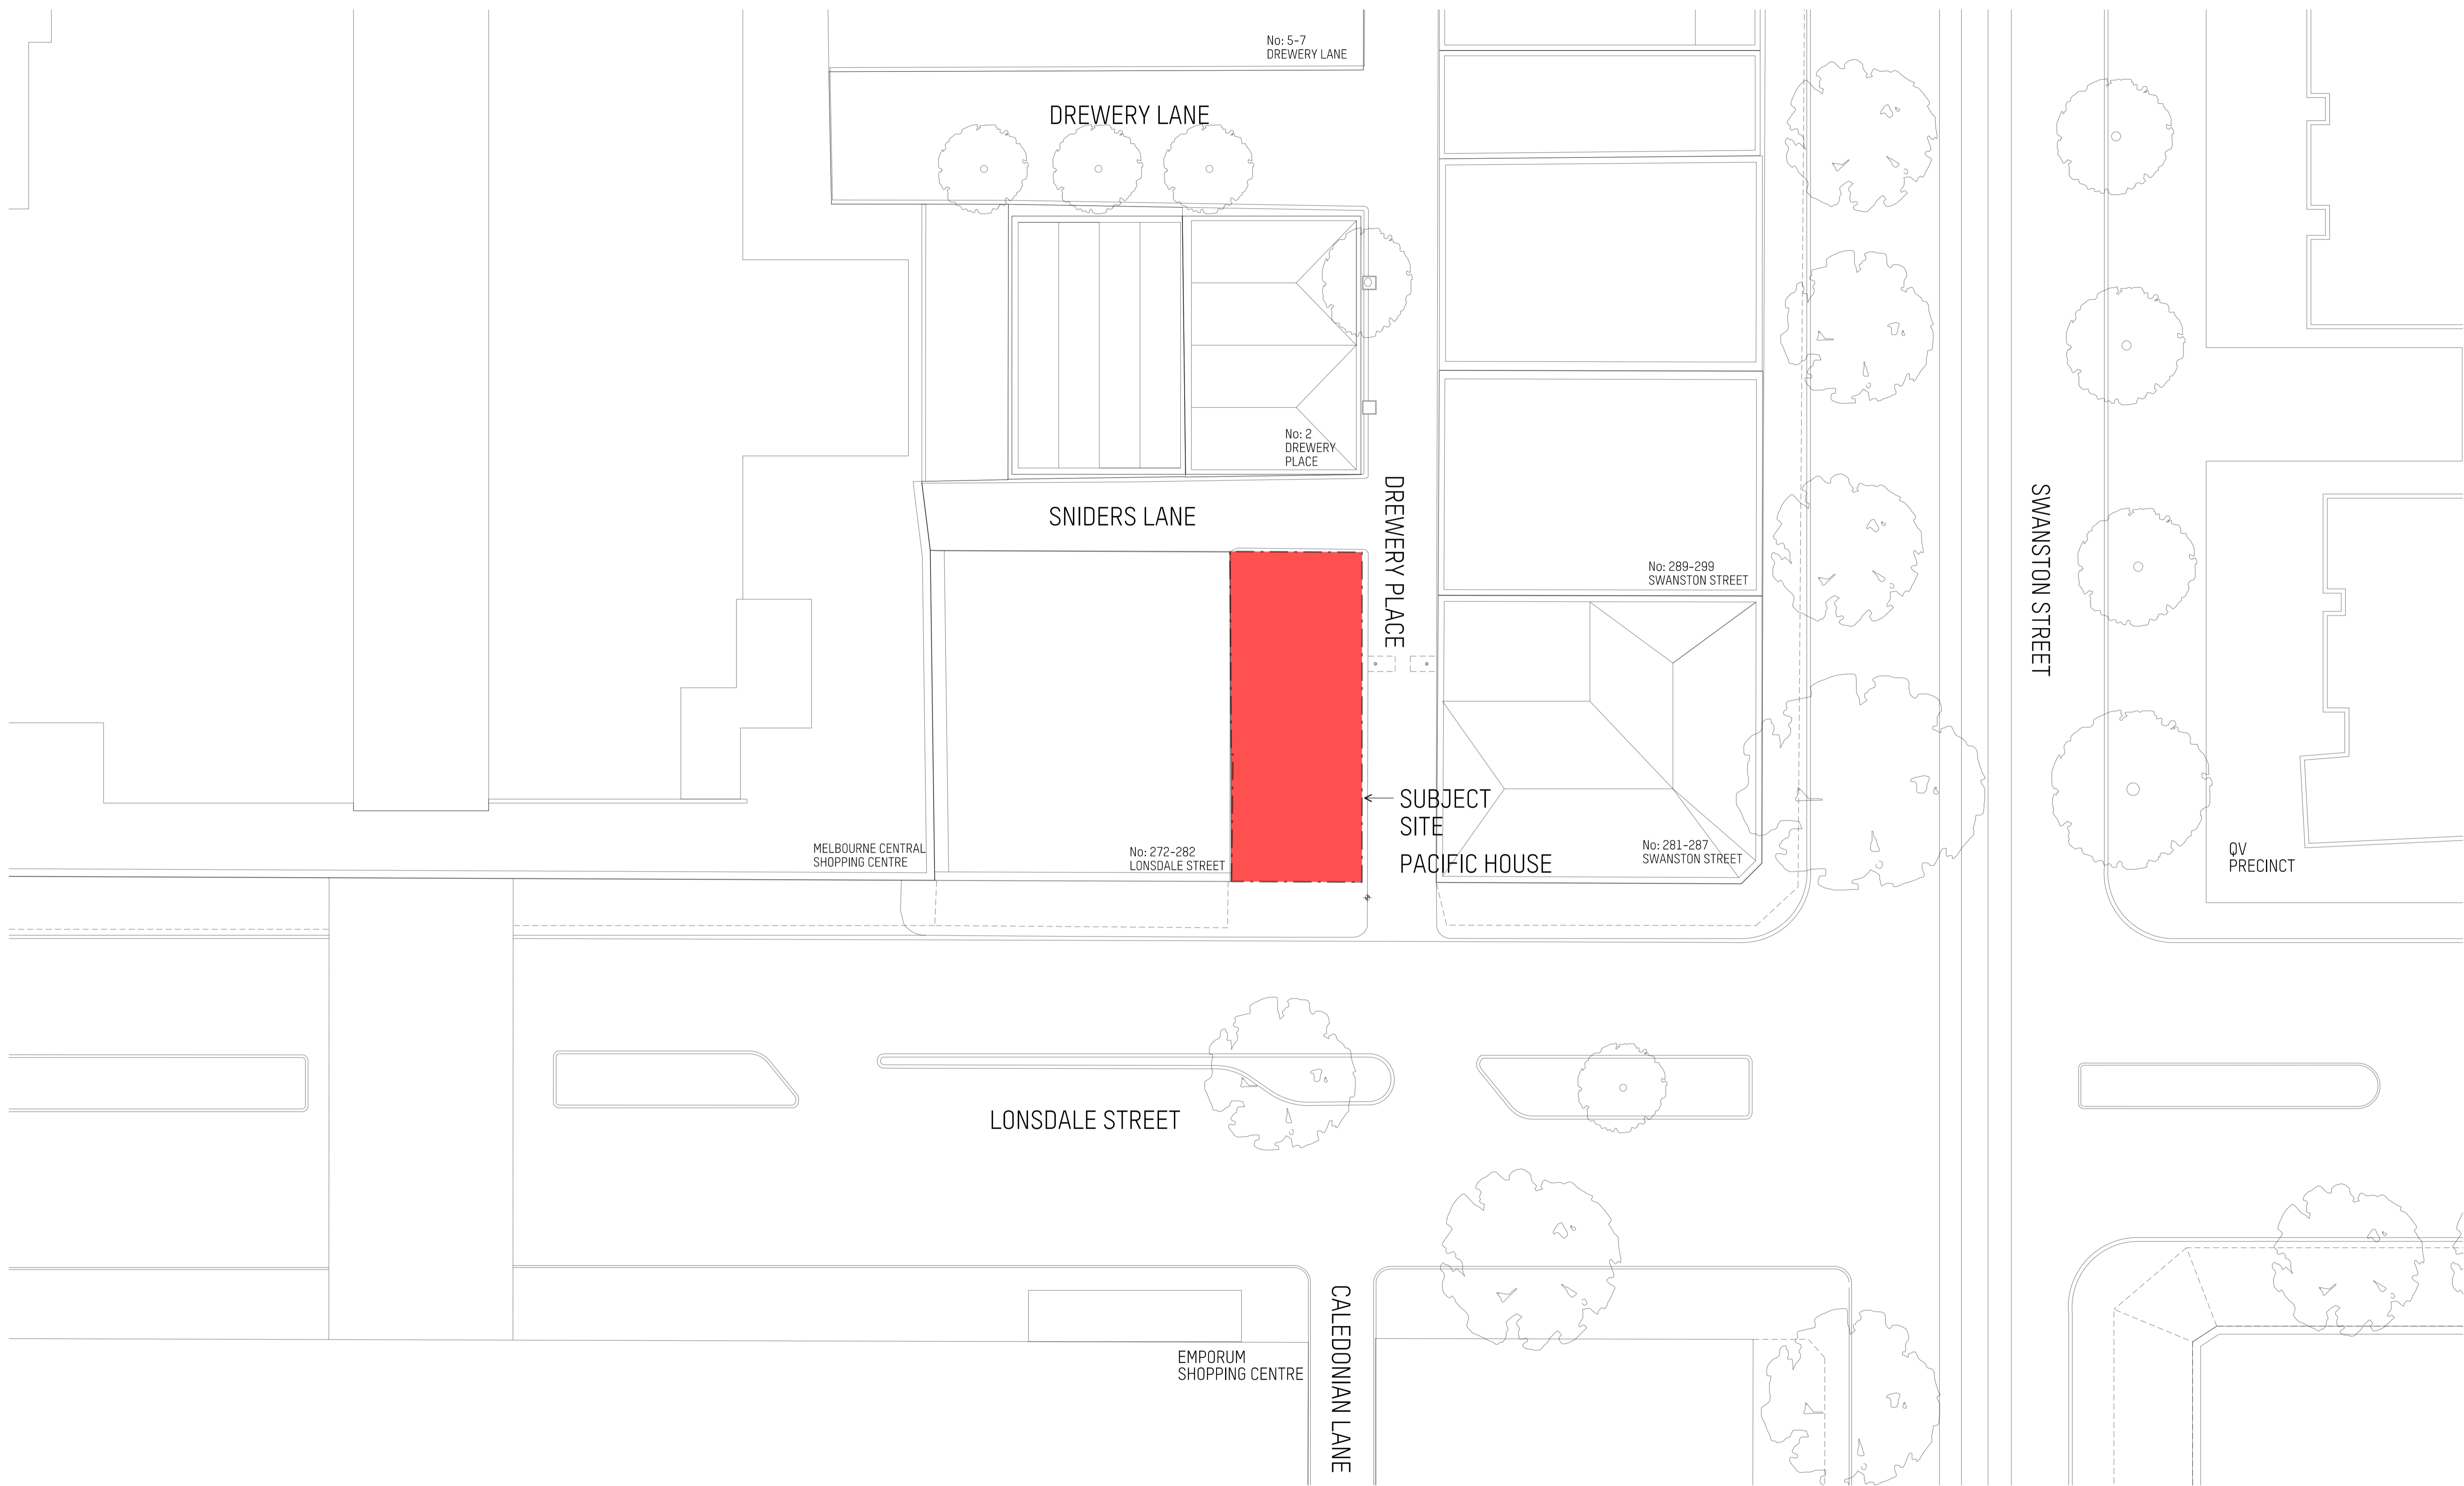 No: 5-7
DREWERY LANE
DREWERY LANE
No: 2
DREWERY
PLACE
SNIDERS LANE
DREWERY PLACE
SWANSTON STREET
No: 289-299
SWANSTON STREET
SUBJECT
SITE
PACIFIC HOUSE
MELBOURNE CENTRAL
SHOPPING CENTRE
No: 272-282
LONSDALE STREET
No: 281-287
SWANSTON STREET
QV
PRECINCT
LONSDALE STREET
EMPORUM
SHOPPING CENTRE
CALEDONIAN LANE